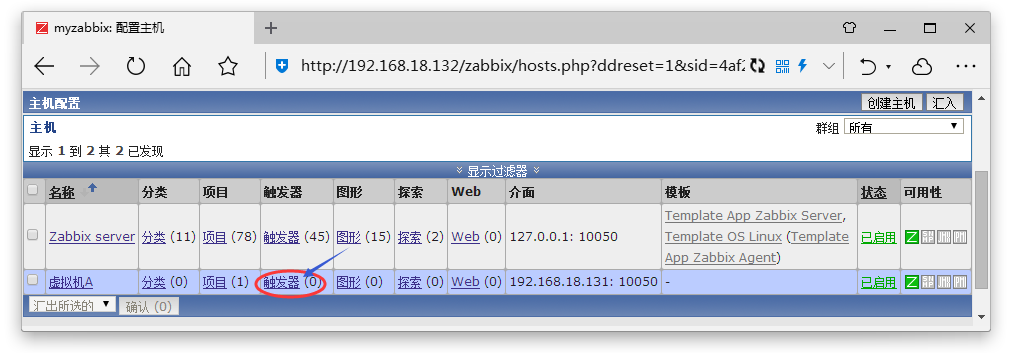 myzabbix: 配置主机
http://192.168.18.132/zabbix/hosts.php?ddreset=1&sid=4af2
主机配置 创建主机 汇入
主机 群组 所有
显示 1 到 2 其 2 已发现
显示过滤器
名称 分类 项目 触发器 图形 探索 Web 介面 模板 状态 可用性
Zabbix server 分类 (11) 项目 (78) 触发器 (45) 图形 (15) 探索 (2) Web (0) 127.0.0.1: 10050 Template App Zabbix Server, Template OS Linux (Template App Zabbix Agent) 已启用 Z
虚拟机A 分类 (0) 项目 (1) 触发器 (0) 图形 (0) 探索 (0) Web (0) 192.168.18.131: 10050 - 已启用 Z
汇出所选的 确认 (0)